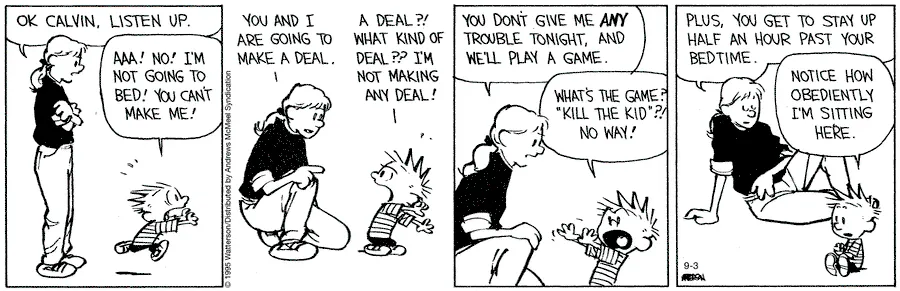 OK CALVIN, LISTEN UP.
AAA! NO! I'M
NOT GOING TO
BED! YOU CAN'T
MAKE ME!
© 1995 Watterson/Distributed by Andrews McMeel Syndication
YOU AND I
ARE GOING TO
MAKE A DEAL.
A DEAL?!
WHAT KIND OF
DEAL?? I'M
NOT MAKING
ANY DEAL!
YOU DON'T GIVE ME ANY
TROUBLE TONIGHT, AND
WE'LL PLAY A GAME.
WHAT'S THE GAME?
"KILL THE KID"?!
NO WAY!
PLUS, YOU GET TO STAY UP
HALF AN HOUR PAST YOUR
BEDTIME.
NOTICE HOW
OBEDIENTLY
I'M SITTING
HERE.
9-3